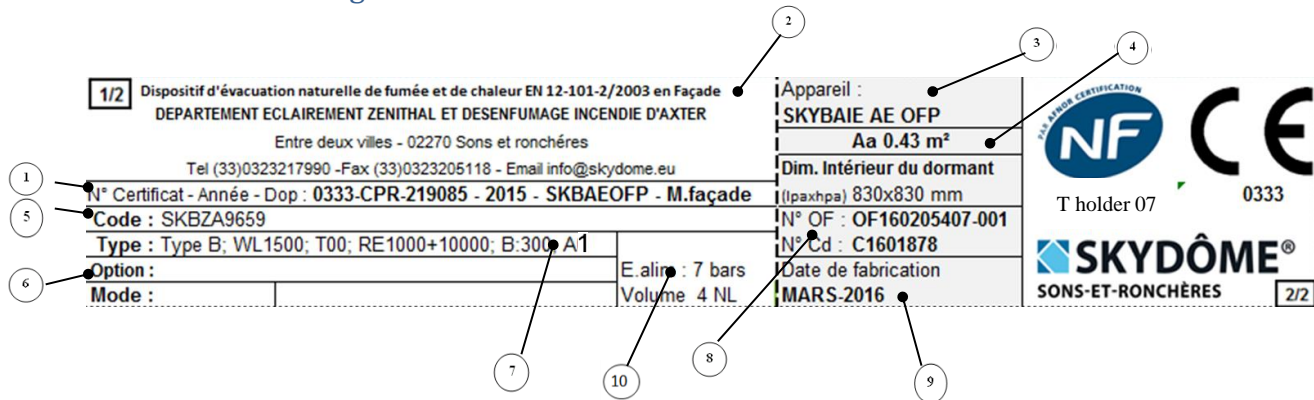 2
3
4
1/2 Dispositif d'évacuation naturelle de fumée et de chaleur EN 12-101-2/2003 en Façade
DEPARTEMENT ECLAIREMENT ZENITHAL ET DESENFUMAGE INCENDIE D'AXTER
Entre deux villes - 02270 Sons et ronchéres
Tel (33)0323217990 -Fax (33)0323205118 - Email info@skydome.eu
1
N° Certificat - Année - Dop : 0333-CPR-219085 - 2015 - SKBAEOFP - M.façade
5
Code : SKBZA9659
Type : Type B; WL1500; T00; RE1000+10000; B:300; A1
6
Option :
Mode :
E.alim : 7 bars
Volume 4 NL
Appareil :
SKYBAIE AE OFP
Aa 0.43 m²
Dim. Intérieur du dormant
(lpaxhpa) 830x830 mm
N° OF : OF160205407-001
N° Cd : C1601878
Date de fabrication
MARS-2016
PAR AFNOR CERTIFICATION
NF
CE
T holder 07
0333
SKYDÔME®
SONS-ET-RONCHÈRES
2/2
7
10
8
9